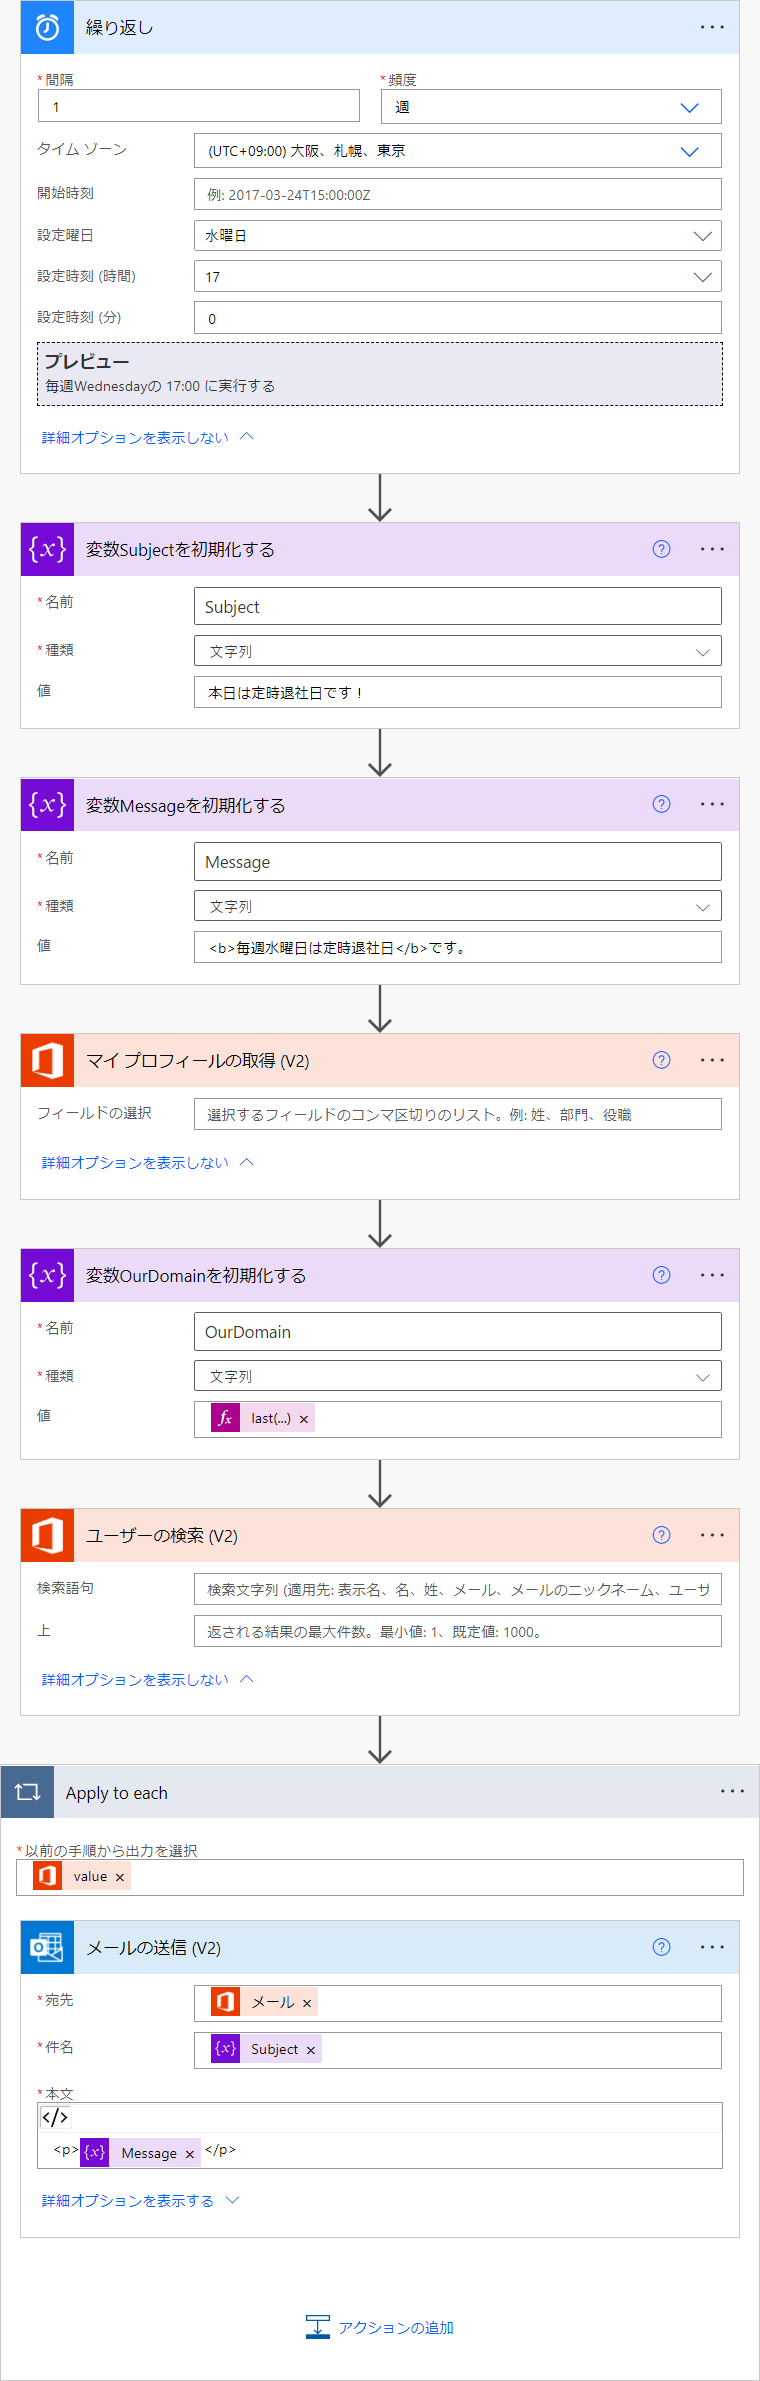 繰り返し
*間隔 *頻度
1 週
タイム ゾーン (UTC+09:00) 大阪、札幌、東京
開始時刻 例: 2017-03-24T15:00:00Z
設定曜日 水曜日
設定時刻 (時間) 17
設定時刻 (分) 0
プレビュー
毎週Wednesdayの 17:00 に実行する
詳細オプションを表示しない
{x} 変数Subjectを初期化する
*名前 Subject
*種類 文字列
値 本日は定時退社日です！
{x} 変数Messageを初期化する
*名前 Message
*種類 文字列
値 <b>毎週水曜日は定時退社日</b>です。
マイ プロフィールの取得 (V2)
フィールドの選択 選択するフィールドのコンマ区切りのリスト。例: 姓、部門、役職
詳細オプションを表示しない
{x} 変数OurDomainを初期化する
*名前 OurDomain
*種類 文字列
値 fx last(...) ×
ユーザーの検索 (V2)
検索語句 検索文字列 (適用先: 表示名、名、姓、メール、メールのニックネーム、ユーザ
上 返される結果の最大件数。最小値: 1、既定値: 1000。
詳細オプションを表示しない
Apply to each
*以前の手順から出力を選択
value ×
メールの送信 (V2)
*宛先 メール ×
*件名 {x} Subject ×
*本文
</>
<p>{x} Message × </p>
詳細オプションを表示する
アクションの追加